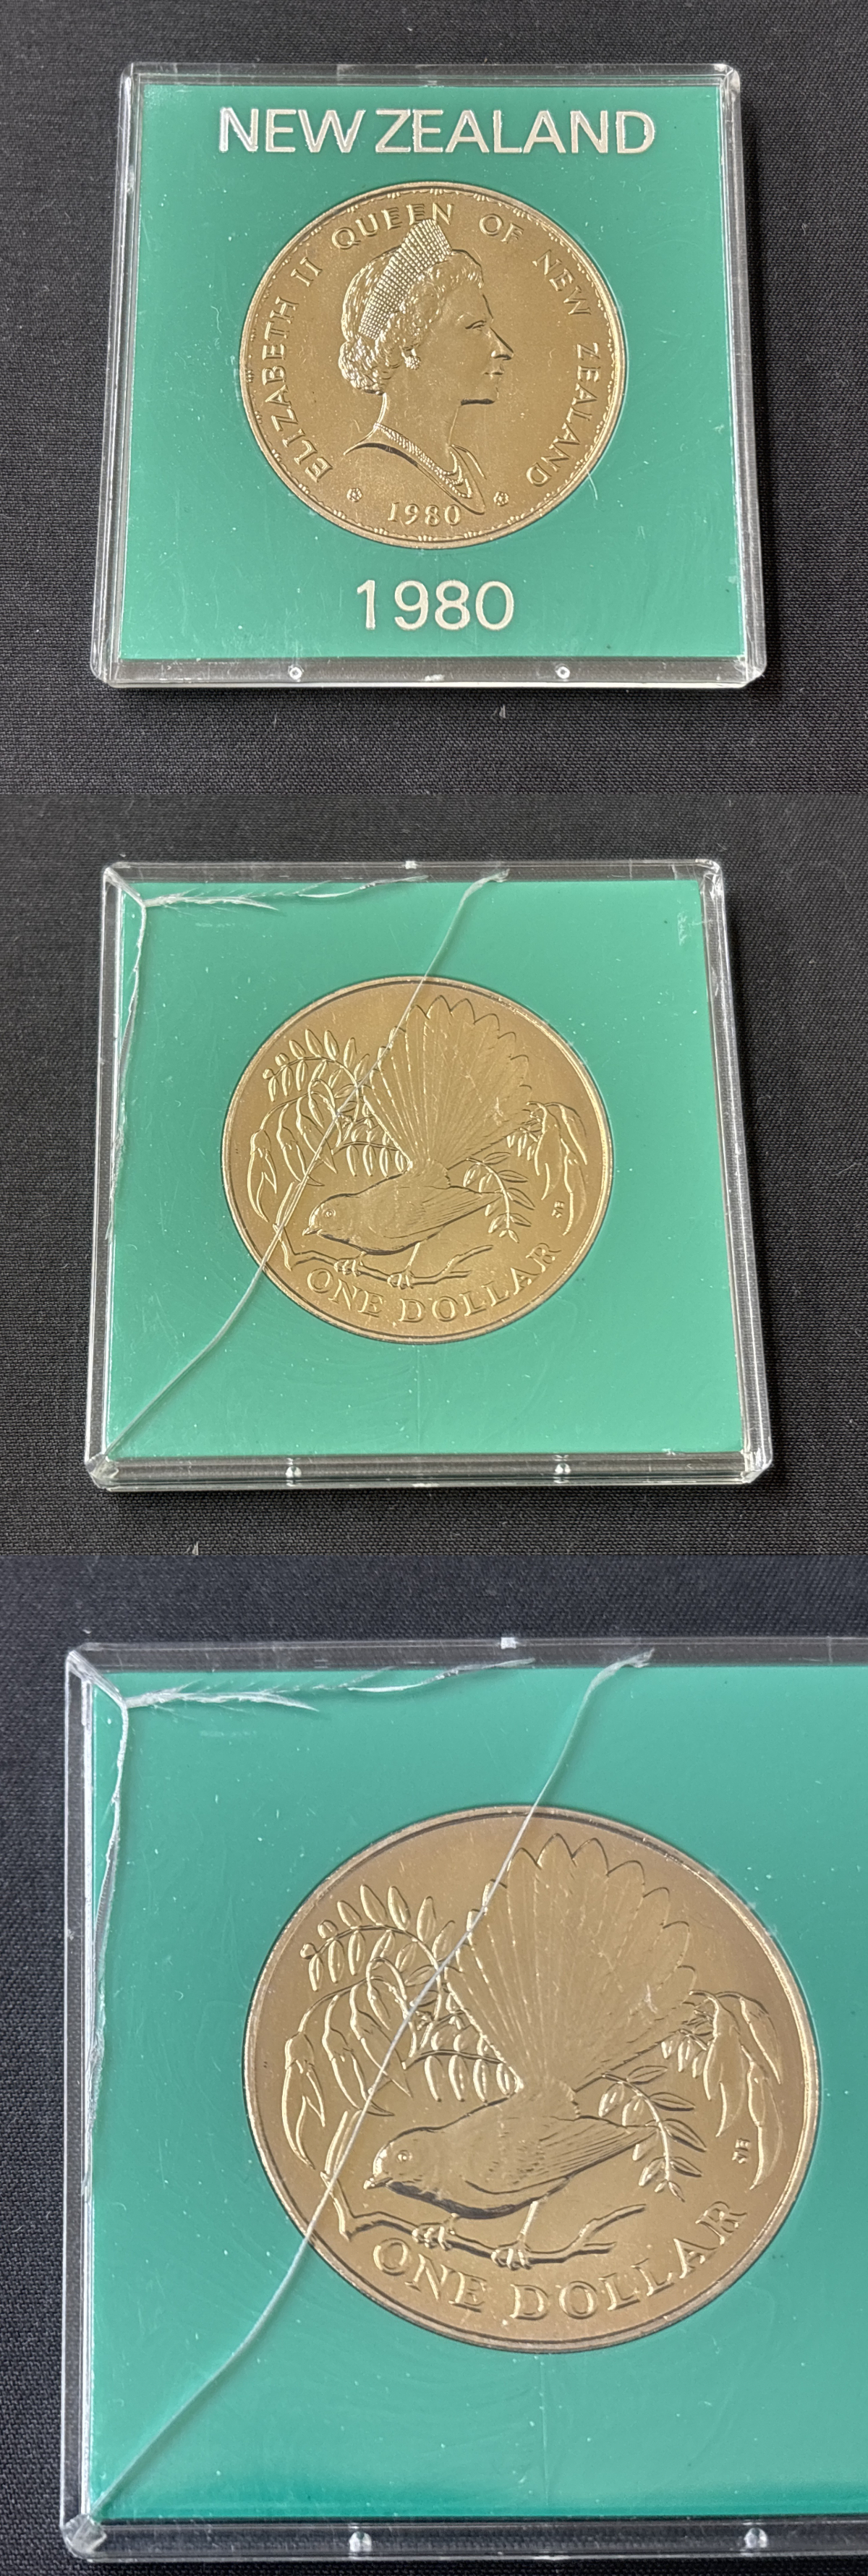 NEW ZEALAND
ELIZABETH II QUEEN OF NEW ZEALAND
1980
1980
ONE DOLLAR
ONE DOLLAR